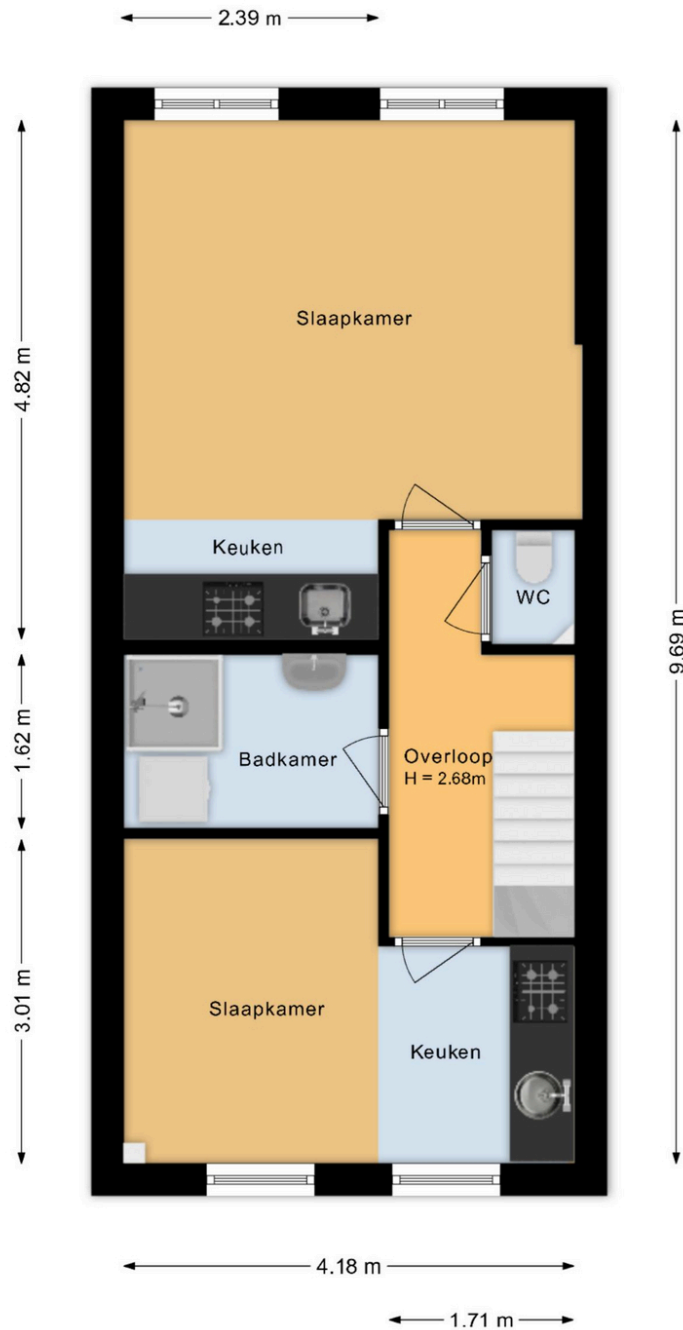 2.39 m
4.82 m
Slaapkamer
Keuken
WC
9.69 m
1.62 m
Badkamer
Overloop
H = 2.68m
3.01 m
Slaapkamer
Keuken
4.18 m
1.71 m